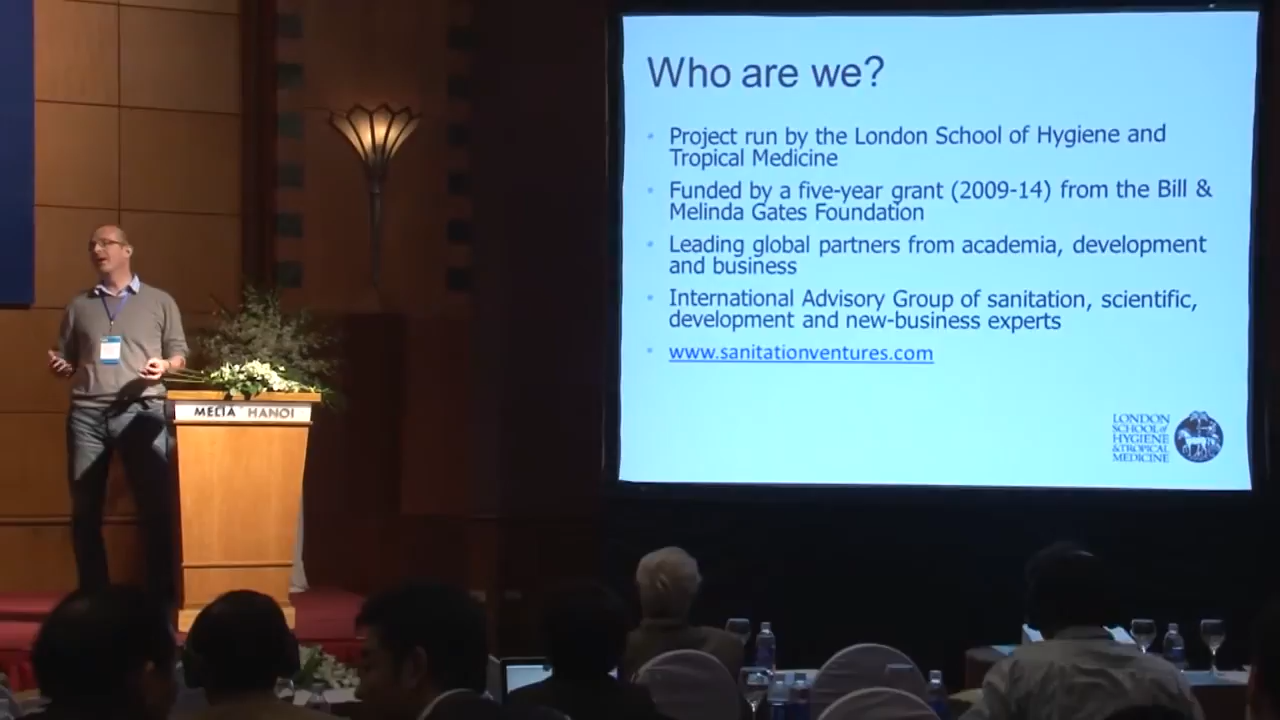 Who are we?
• Project run by the London School of Hygiene and
Tropical Medicine
• Funded by a five-year grant (2009-14) from the Bill &
Melinda Gates Foundation
• Leading global partners from academia, development
and business
• International Advisory Group of sanitation, scientific,
development and new-business experts
• www.sanitationventures.com
LONDON
SCHOOL of
HYGIENE
& TROPICAL
MEDICINE
MELIÁ HANOI